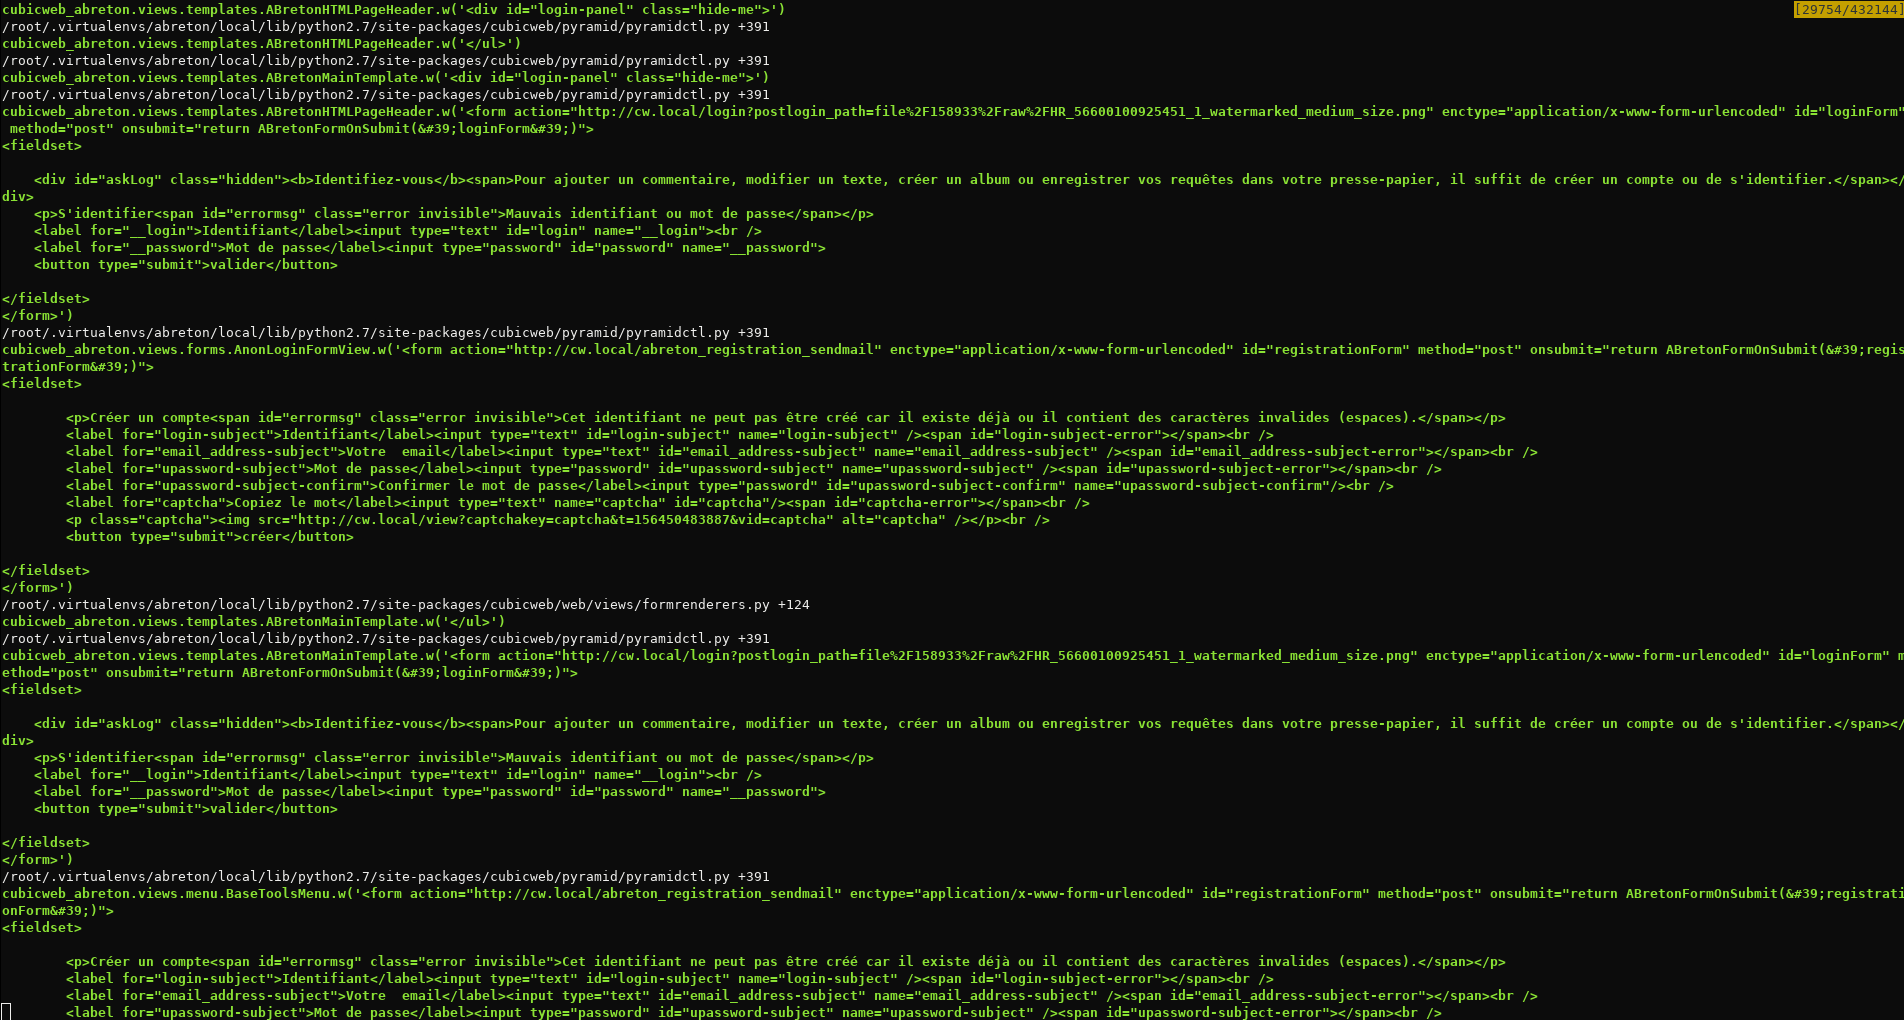 cubicweb_abreton.views.templates.ABretonHTMLPageHeader.w('<div id="login-panel" class="hide-me">') [29754/432144]
/root/.virtualenvs/abreton/local/lib/python2.7/site-packages/cubicweb/pyramid/pyramidctl.py +391
cubicweb_abreton.views.templates.ABretonHTMLPageHeader.w('</ul>')
/root/.virtualenvs/abreton/local/lib/python2.7/site-packages/cubicweb/pyramid/pyramidctl.py +391
cubicweb_abreton.views.templates.ABretonMainTemplate.w('<div id="login-panel" class="hide-me">')
/root/.virtualenvs/abreton/local/lib/python2.7/site-packages/cubicweb/pyramid/pyramidctl.py +391
cubicweb_abreton.views.templates.ABretonHTMLPageHeader.w('<form action="http://cw.local/login?postlogin_path=file%2F158933%2Fraw%2FHR_56600100925451_1_watermarked_medium_size.png" enctype="application/x-www-form-urlencoded" id="loginForm"
 method="post" onsubmit="return ABretonFormOnSubmit(&#39;loginForm&#39;)">
<fieldset>
    <div id="askLog" class="hidden"><b>Identifiez-vous</b><span>Pour ajouter un commentaire, modifier un texte, créer un album ou enregistrer vos requêtes dans votre presse-papier, il suffit de créer un compte ou de s'identifier.</span></
div>
    <p>S'identifier<span id="errormsg" class="error invisible">Mauvais identifiant ou mot de passe</span></p>
    <label for="__login">Identifiant</label><input type="text" id="login" name="__login"><br />
    <label for="__password">Mot de passe</label><input type="password" id="password" name="__password">
    <button type="submit">valider</button>
</fieldset>
</form>')
/root/.virtualenvs/abreton/local/lib/python2.7/site-packages/cubicweb/pyramid/pyramidctl.py +391
cubicweb_abreton.views.forms.AnonLoginFormView.w('<form action="http://cw.local/abreton_registration_sendmail" enctype="application/x-www-form-urlencoded" id="registrationForm" method="post" onsubmit="return ABretonFormOnSubmit(&#39;regis
trationForm&#39;)">
<fieldset>
        <p>Créer un compte<span id="errormsg" class="error invisible">Cet identifiant ne peut pas être créé car il existe déjà ou il contient des caractères invalides (espaces).</span></p>
        <label for="login-subject">Identifiant</label><input type="text" id="login-subject" name="login-subject" /><span id="login-subject-error"></span><br />
        <label for="email_address-subject">Votre  email</label><input type="text" id="email_address-subject" name="email_address-subject" /><span id="email_address-subject-error"></span><br />
        <label for="upassword-subject">Mot de passe</label><input type="password" id="upassword-subject" name="upassword-subject" /><span id="upassword-subject-error"></span><br />
        <label for="upassword-subject-confirm">Confirmer le mot de passe</label><input type="password" id="upassword-subject-confirm" name="upassword-subject-confirm"/><br />
        <label for="captcha">Copiez le mot</label><input type="text" name="captcha" id="captcha"/><span id="captcha-error"></span><br />
        <p class="captcha"><img src="http://cw.local/view?captchakey=captcha&t=156450483887&vid=captcha" alt="captcha" /></p><br />
        <button type="submit">créer</button>
</fieldset>
</form>')
/root/.virtualenvs/abreton/local/lib/python2.7/site-packages/cubicweb/web/views/formrenderers.py +124
cubicweb_abreton.views.templates.ABretonMainTemplate.w('</ul>')
/root/.virtualenvs/abreton/local/lib/python2.7/site-packages/cubicweb/pyramid/pyramidctl.py +391
cubicweb_abreton.views.templates.ABretonMainTemplate.w('<form action="http://cw.local/login?postlogin_path=file%2F158933%2Fraw%2FHR_56600100925451_1_watermarked_medium_size.png" enctype="application/x-www-form-urlencoded" id="loginForm" m
ethod="post" onsubmit="return ABretonFormOnSubmit(&#39;loginForm&#39;)">
<fieldset>
    <div id="askLog" class="hidden"><b>Identifiez-vous</b><span>Pour ajouter un commentaire, modifier un texte, créer un album ou enregistrer vos requêtes dans votre presse-papier, il suffit de créer un compte ou de s'identifier.</span></
div>
    <p>S'identifier<span id="errormsg" class="error invisible">Mauvais identifiant ou mot de passe</span></p>
    <label for="__login">Identifiant</label><input type="text" id="login" name="__login"><br />
    <label for="__password">Mot de passe</label><input type="password" id="password" name="__password">
    <button type="submit">valider</button>
</fieldset>
</form>')
/root/.virtualenvs/abreton/local/lib/python2.7/site-packages/cubicweb/pyramid/pyramidctl.py +391
cubicweb_abreton.views.menu.BaseToolsMenu.w('<form action="http://cw.local/abreton_registration_sendmail" enctype="application/x-www-form-urlencoded" id="registrationForm" method="post" onsubmit="return ABretonFormOnSubmit(&#39;registrati
onForm&#39;)">
<fieldset>
        <p>Créer un compte<span id="errormsg" class="error invisible">Cet identifiant ne peut pas être créé car il existe déjà ou il contient des caractères invalides (espaces).</span></p>
        <label for="login-subject">Identifiant</label><input type="text" id="login-subject" name="login-subject" /><span id="login-subject-error"></span><br />
        <label for="email_address-subject">Votre  email</label><input type="text" id="email_address-subject" name="email_address-subject" /><span id="email_address-subject-error"></span><br />
        <label for="upassword-subject">Mot de passe</label><input type="password" id="upassword-subject" name="upassword-subject" /><span id="upassword-subject-error"></span><br />